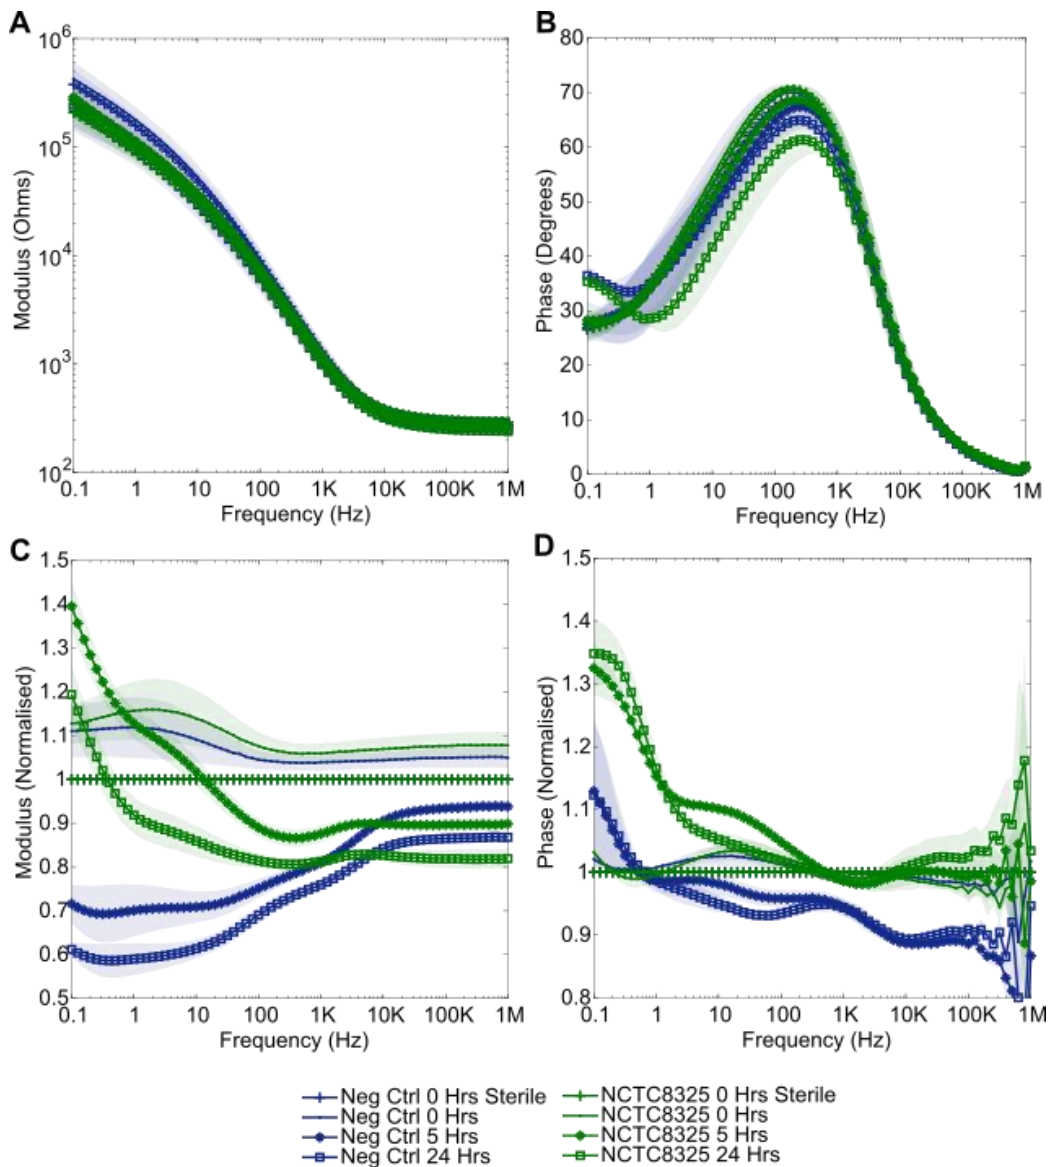 A
B
10^6
10^5
10^4
10^3
10^2
Modulus (Ohms)
0.1 1 10 100 1K 10K 100K 1M
Frequency (Hz)
80
70
60
50
40
30
20
10
0
Phase (Degrees)
0.1 1 10 100 1K 10K 100K 1M
Frequency (Hz)
C
D
1.5
1.4
1.3
1.2
1.1
1
0.9
0.8
0.7
0.6
0.5
Modulus (Normalised)
0.1 1 10 100 1K 10K 100K 1M
Frequency (Hz)
1.5
1.4
1.3
1.2
1.1
1
0.9
0.8
Phase (Normalised)
0.1 1 10 100 1K 10K 100K 1M
Frequency (Hz)
Neg Ctrl 0 Hrs Sterile
Neg Ctrl 0 Hrs
Neg Ctrl 5 Hrs
Neg Ctrl 24 Hrs
NCTC8325 0 Hrs Sterile
NCTC8325 0 Hrs
NCTC8325 5 Hrs
NCTC8325 24 Hrs